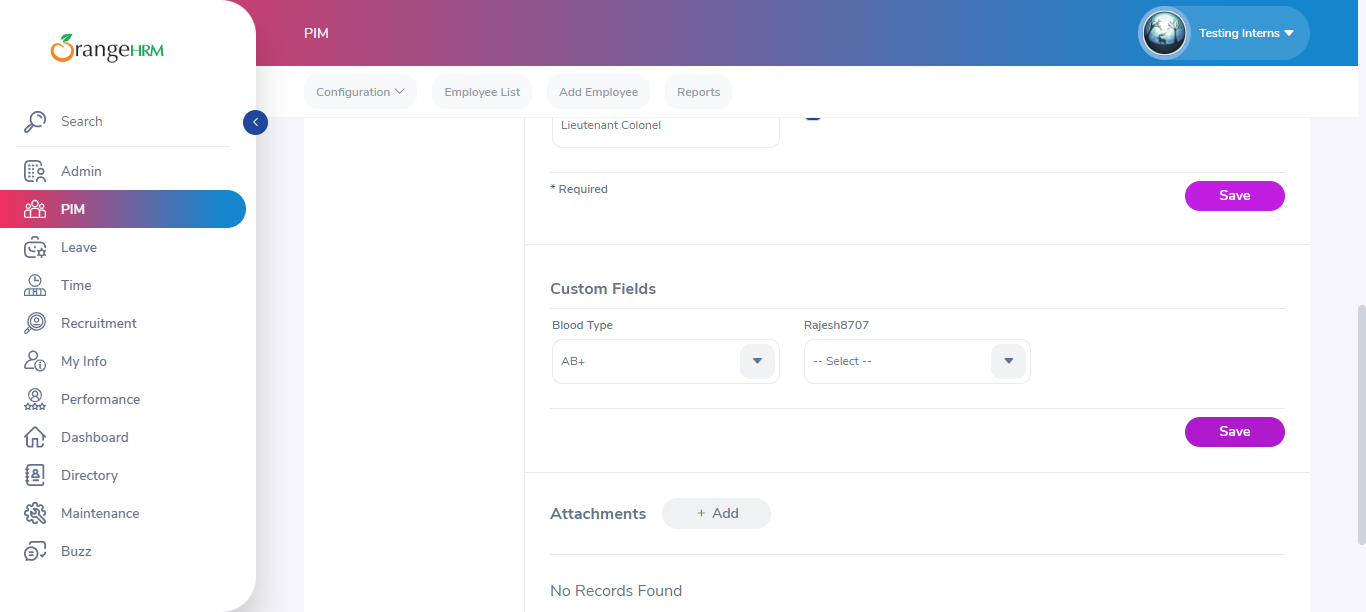 OrangeHRM
PIM
Testing Interns
Configuration
Employee List
Add Employee
Reports
Search
Admin
PIM
Leave
Time
Recruitment
My Info
Performance
Dashboard
Directory
Maintenance
Buzz
Lieutenant Colonel
* Required
Save
Custom Fields
Blood Type
Rajesh8707
AB+
-- Select --
Save
Attachments
+ Add
No Records Found